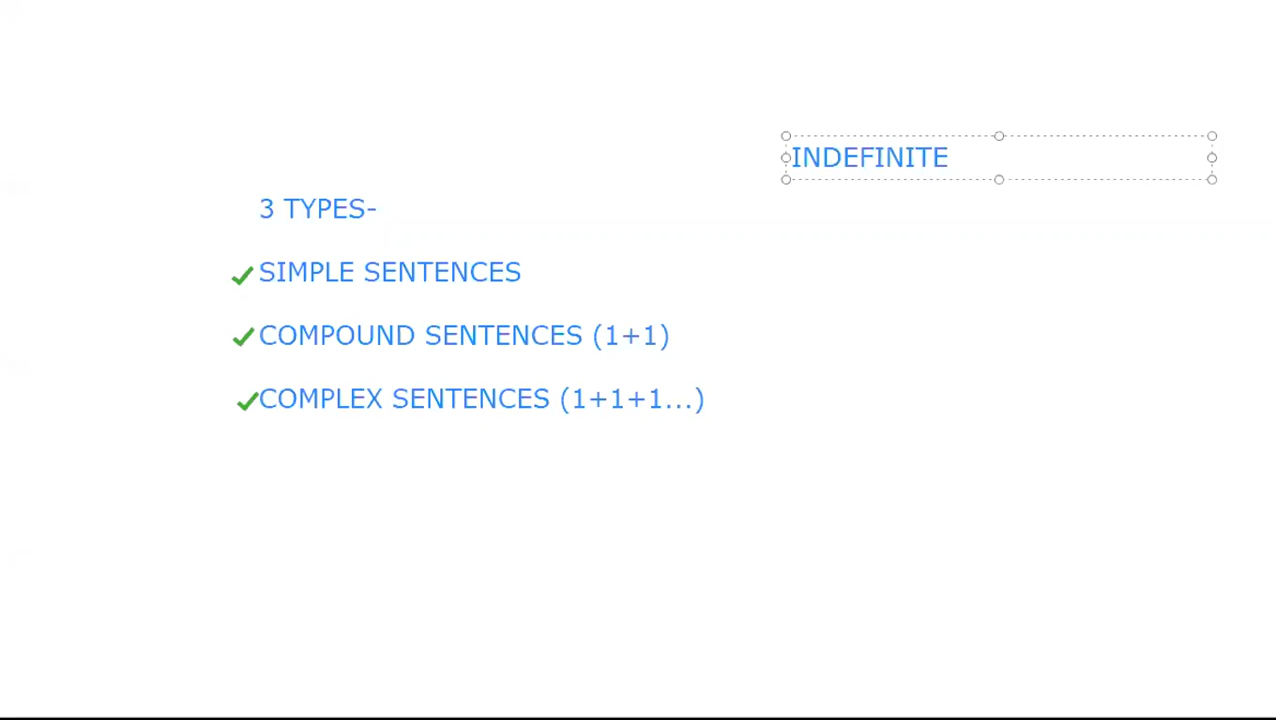 INDEFINITE
3 TYPES-
SIMPLE SENTENCES
COMPOUND SENTENCES (1+1)
COMPLEX SENTENCES (1+1+1...)